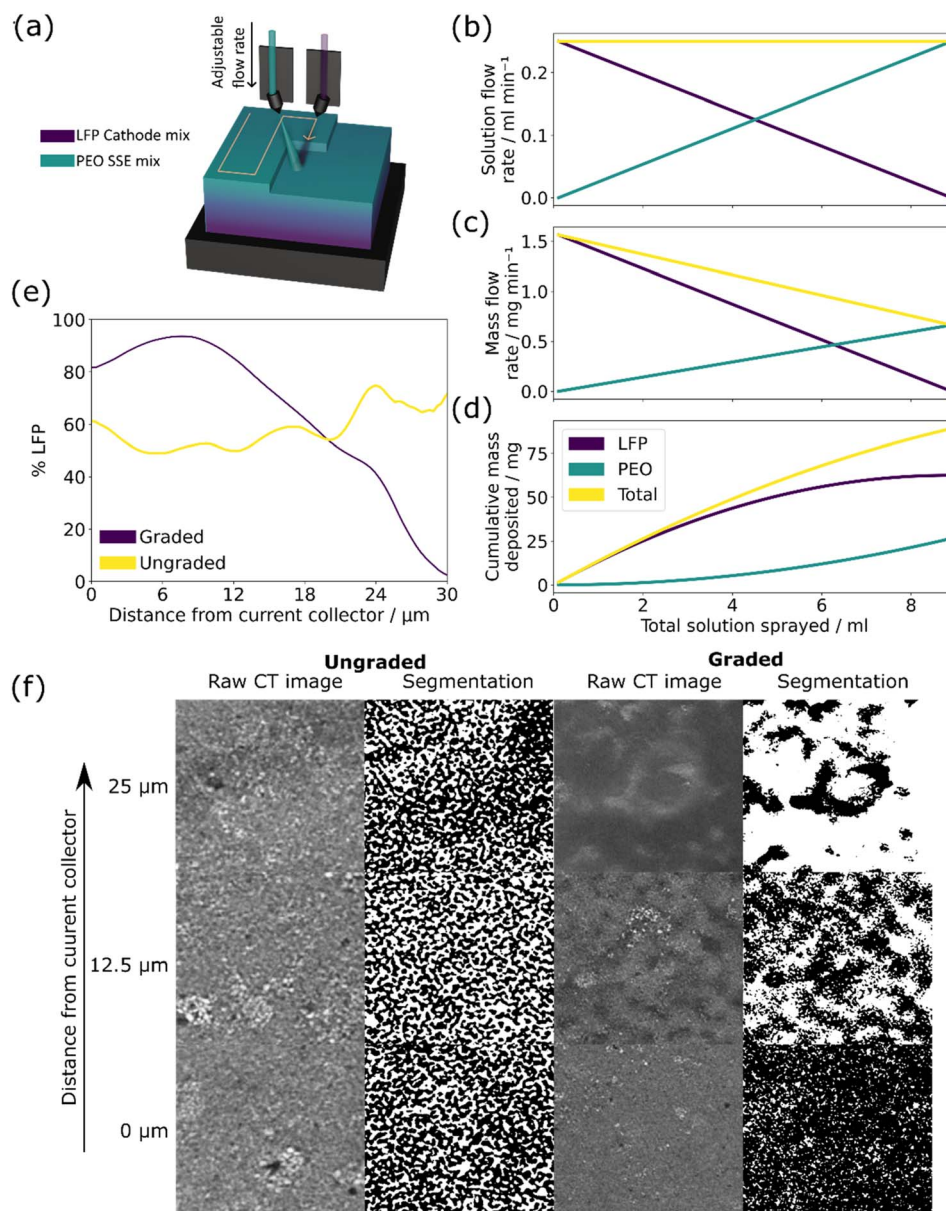 (a)
Adjustable
flow rate
LFP Cathode mix
PEO SSE mix
(b)
Solution flow
rate / ml min⁻¹
0.2
0.1
0.0
(c)
Mass flow
rate / mg min⁻¹
1.5
1.0
0.5
0.0
(e)
% LFP
100
80
60
40
20
0
Graded
Ungraded
0 6 12 18 24 30
Distance from current collector / μm
(d)
Cumulative mass
deposited / mg
75
50
25
0
LFP
PEO
Total
0 2 4 6 8
Total solution sprayed / ml
(f)
Ungraded Graded
Raw CT image Segmentation Raw CT image Segmentation
Distance from cuurent collector
25 μm
12.5 μm
0 μm